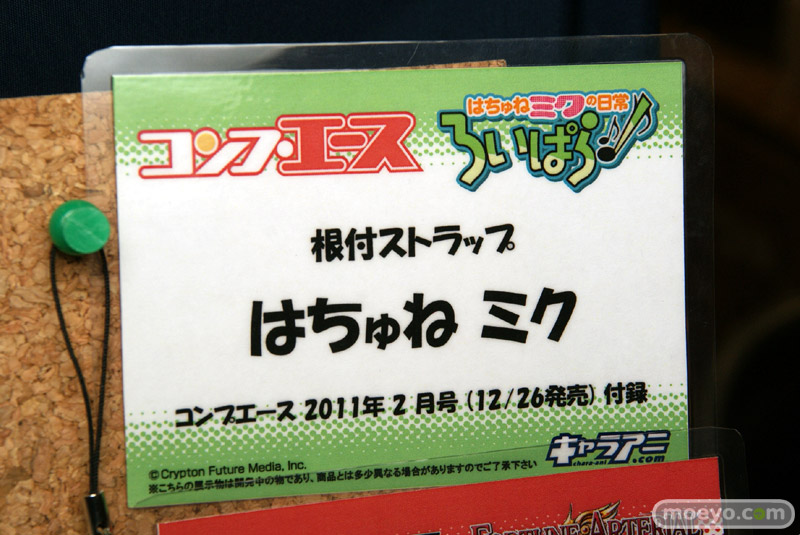 コンプ・エース
はちゅねミクの日常
ろいぱら
根付ストラップ
はちゅね ミク
コンプエース 2011年 2 月号 (12/26発売) 付録
キャラアニ.com
chara-ani
©Crypton Future Media, Inc.
※こちらの展示物は開発中の物であり、商品とは多少異なる場合がありますのでご了承下さい
FORTUNE ARTERIAL
moeyo.com